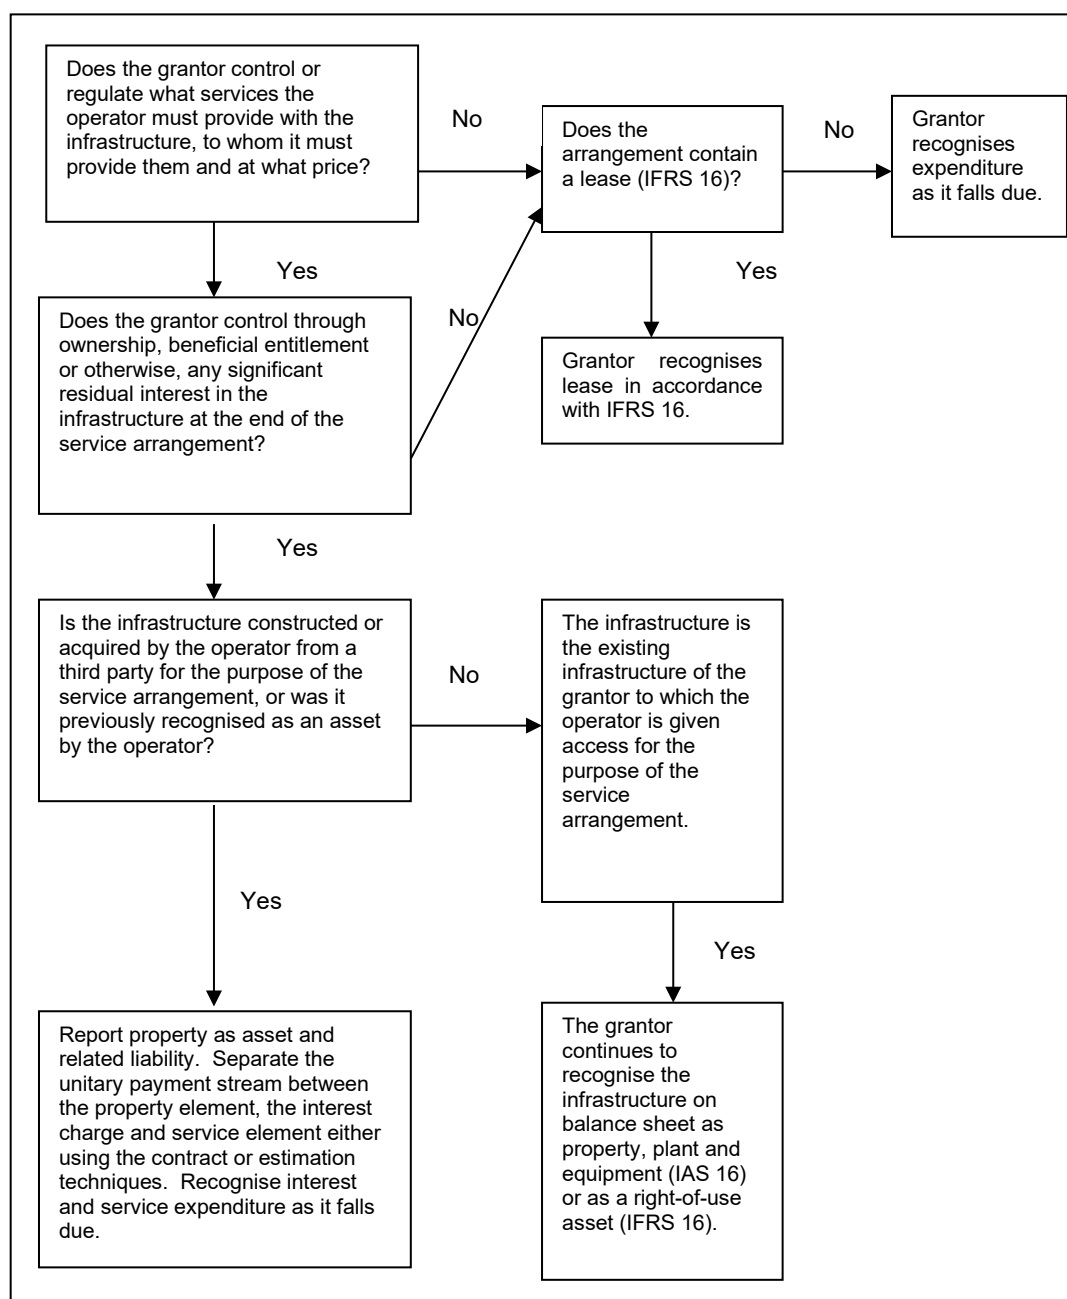 Does the grantor control or
regulate what services the
operator must provide with the
infrastructure, to whom it must
provide them and at what price?
No
Does the
arrangement contain
a lease (IFRS 16)?
No
Grantor
recognises
expenditure
as it falls due.
Yes
Yes
Does the grantor control through
ownership, beneficial entitlement
or otherwise, any significant
residual interest in the
infrastructure at the end of the
service arrangement?
No
Grantor recognises
lease in accordance
with IFRS 16.
Yes
Is the infrastructure constructed or
acquired by the operator from a
third party for the purpose of the
service arrangement, or was it
previously recognised as an asset
by the operator?
No
The infrastructure is
the existing
infrastructure of the
grantor to which the
operator is given
access for the
purpose of the
service
arrangement.
Yes
Yes
Report property as asset and
related liability.  Separate the
unitary payment stream between
the property element, the interest
charge and service element either
using the contract or estimation
techniques.  Recognise interest
and service expenditure as it falls
due.
The grantor
continues to
recognise the
infrastructure on
balance sheet as
property, plant and
equipment (IAS 16)
or as a right-of-use
asset (IFRS 16).